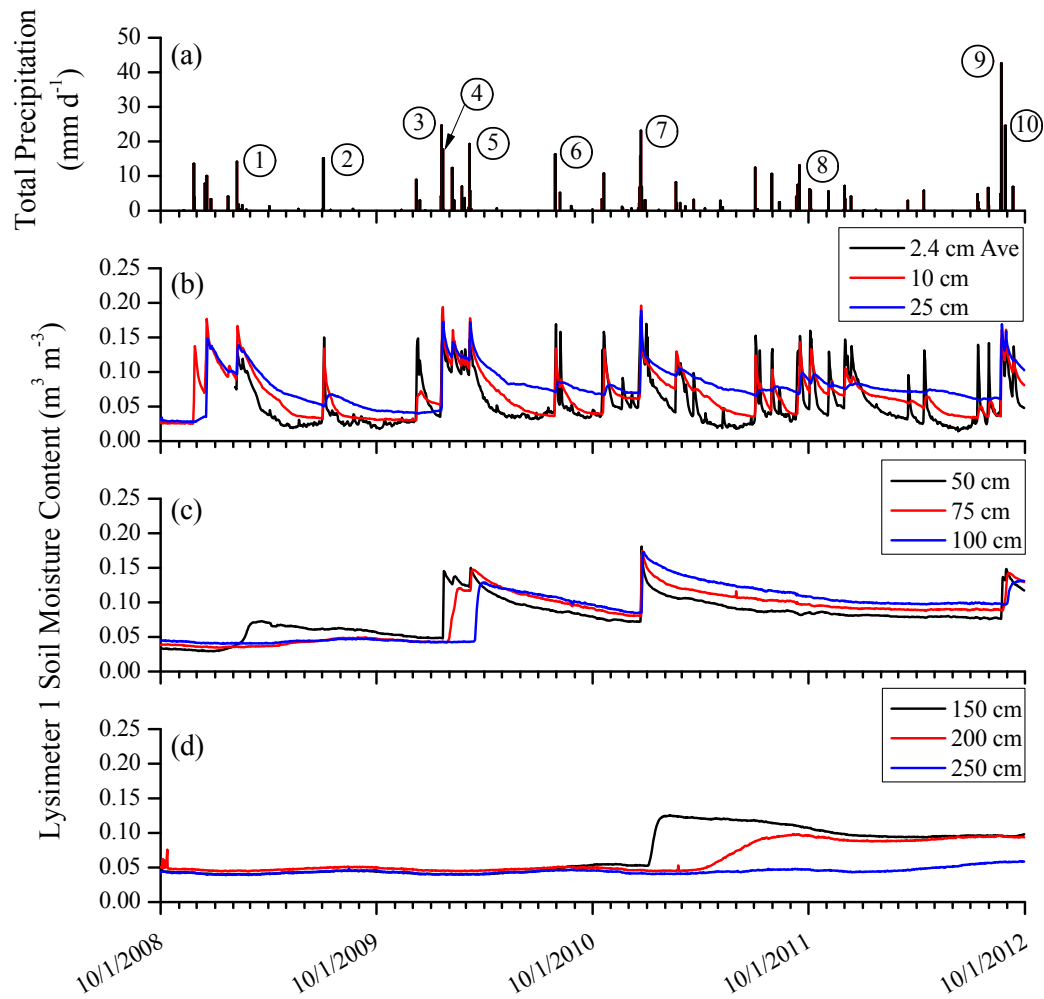 Total Precipitation
(mm d⁻¹)
50
40
30
20
10
0
(a)
1
2
3
4
5
6
7
8
9
10
Lysimeter 1 Soil Moisture Content (m³ m⁻³)
0.25
0.20
0.15
0.10
0.05
0.00
(b)
2.4 cm Ave
10 cm
25 cm
0.25
0.20
0.15
0.10
0.05
0.00
(c)
50 cm
75 cm
100 cm
0.25
0.20
0.15
0.10
0.05
0.00
(d)
150 cm
200 cm
250 cm
10/1/2008
10/1/2009
10/1/2010
10/1/2011
10/1/2012